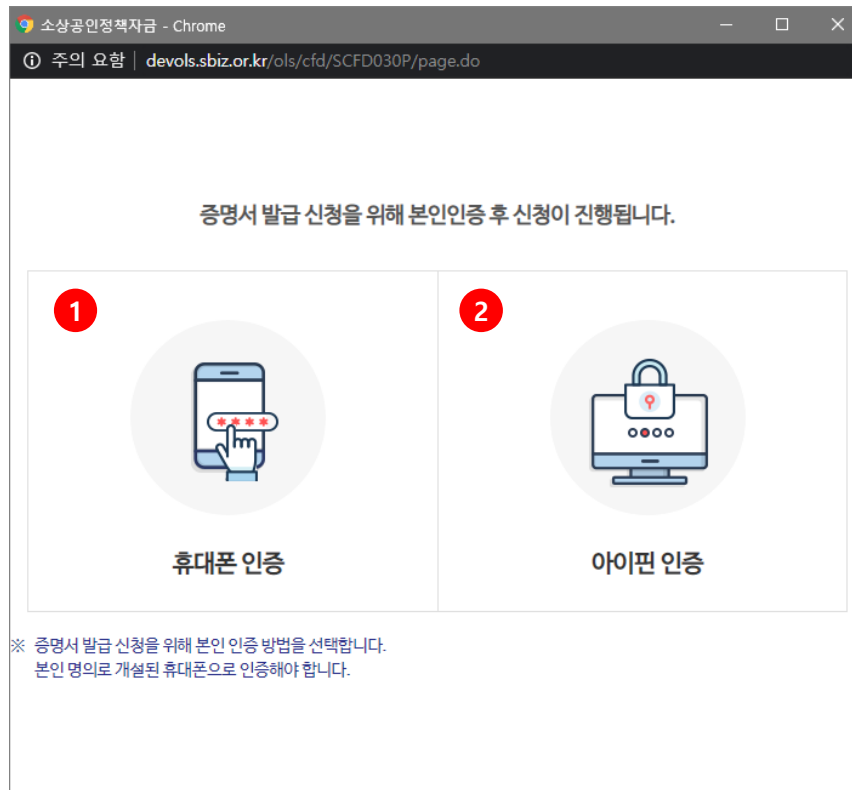 소상공인정책자금 - Chrome
주의 요함 devols.sbiz.or.kr/ols/cfd/SCFD030P/page.do
증명서 발급 신청을 위해 본인인증 후 신청이 진행됩니다.
1
2
****
휴대폰 인증
아이핀 인증
※ 증명서 발급 신청을 위해 본인 인증 방법을 선택합니다.
본인 명의로 개설된 휴대폰으로 인증해야 합니다.